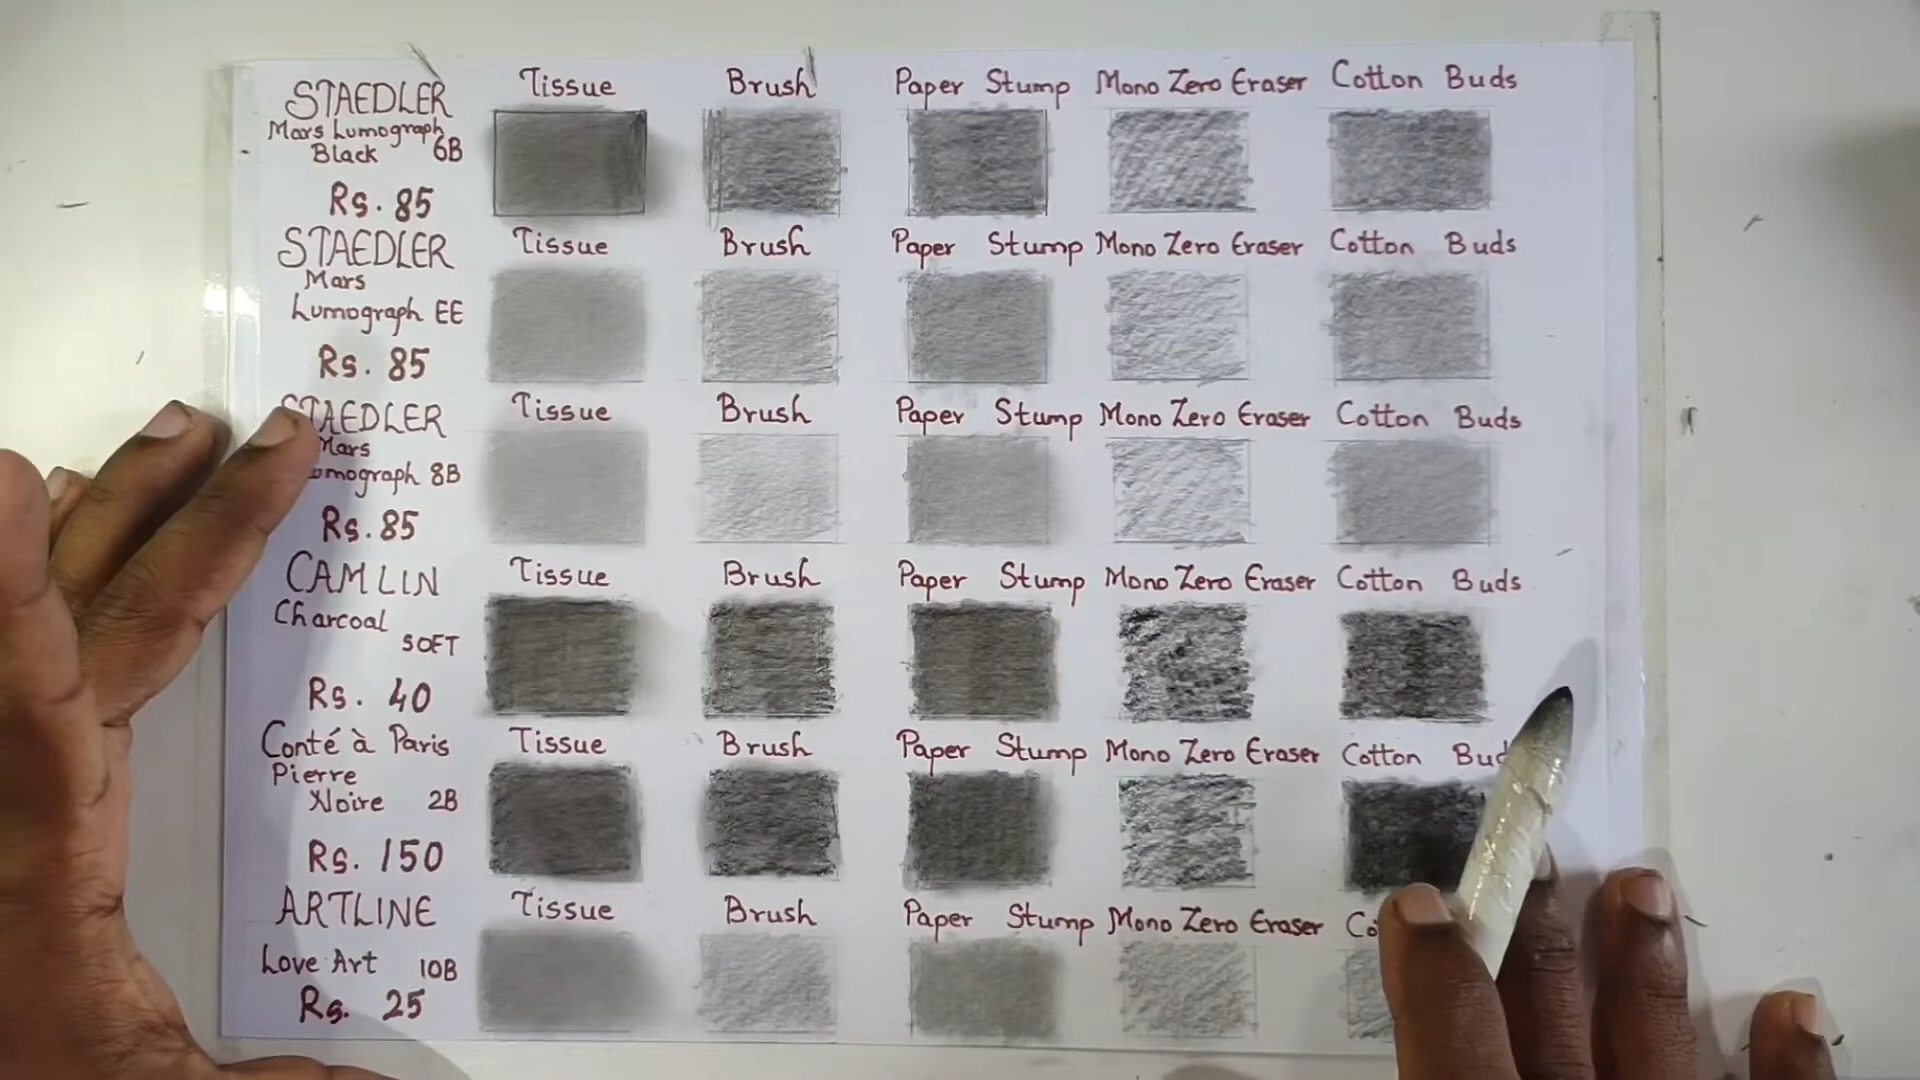 STAEDLER Tissue Brush Paper Stump Mono Zero Eraser Cotton Buds
Mars Lumograph
Black 6B
Rs. 85
STAEDLER Tissue Brush Paper Stump Mono Zero Eraser Cotton Buds
Mars
Lumograph EE
Rs. 85
STAEDLER Tissue Brush Paper Stump Mono Zero Eraser Cotton Buds
Mars
omograph 8B
Rs. 85
CAMLIN Tissue Brush Paper Stump Mono Zero Eraser Cotton Buds
Charcoal
SOFT
Rs. 40
Conté à Paris Tissue Brush Paper Stump Mono Zero Eraser Cotton Bud
Pierre
Noire 2B
Rs. 150
ARTLINE Tissue Brush Paper Stump Mono Zero Eraser Co
Love Art 10B
Rs. 25